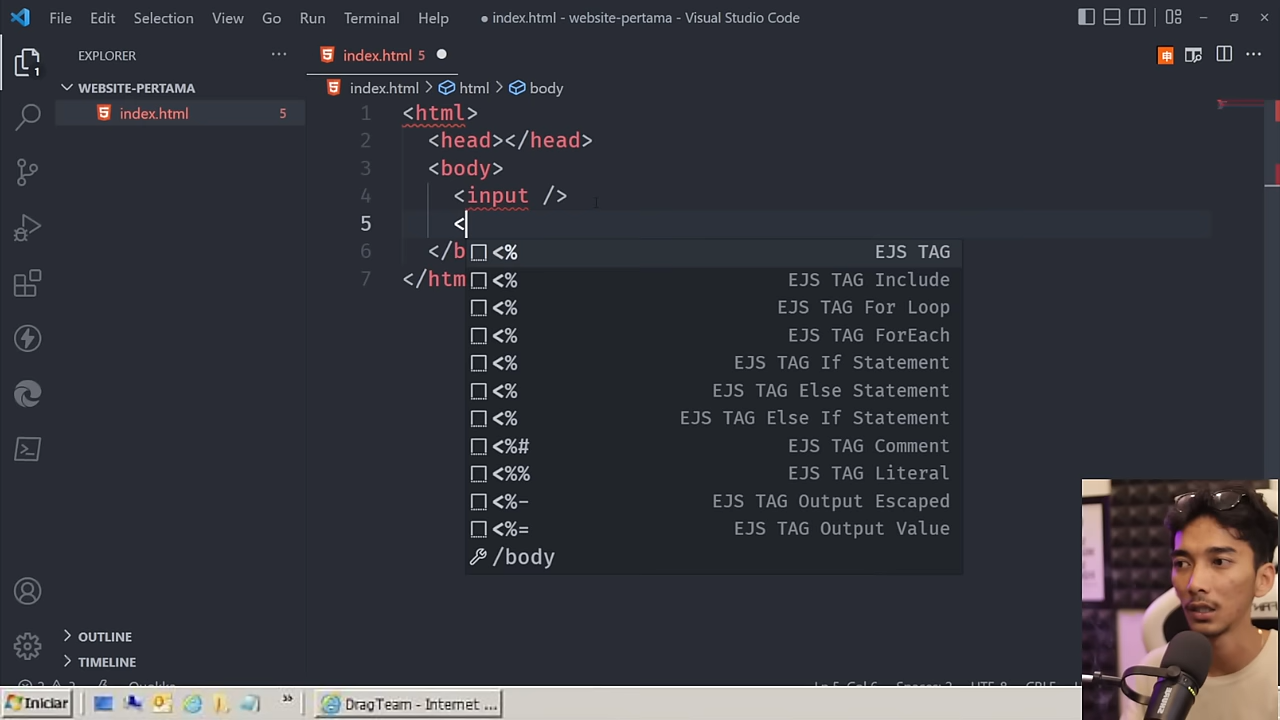 File Edit Selection View Go Run Terminal Help
● index.html - website-pertama - Visual Studio Code
EXPLORER
index.html 5
WEBSITE-PERTAMA
index.html > html > body
index.html 5
1 <html>
2 <head></head>
3 <body>
4 <input />
5 <
6 </b
7 </htm
<% EJS TAG
<% EJS TAG Include
<% EJS TAG For Loop
<% EJS TAG ForEach
<% EJS TAG If Statement
<% EJS TAG Else Statement
<% EJS TAG Else If Statement
<%# EJS TAG Comment
<%% EJS TAG Literal
<%- EJS TAG Output Escaped
<%= EJS TAG Output Value
/body
1
OUTLINE
TIMELINE
Iniciar
»
DragTeam - Internet ...